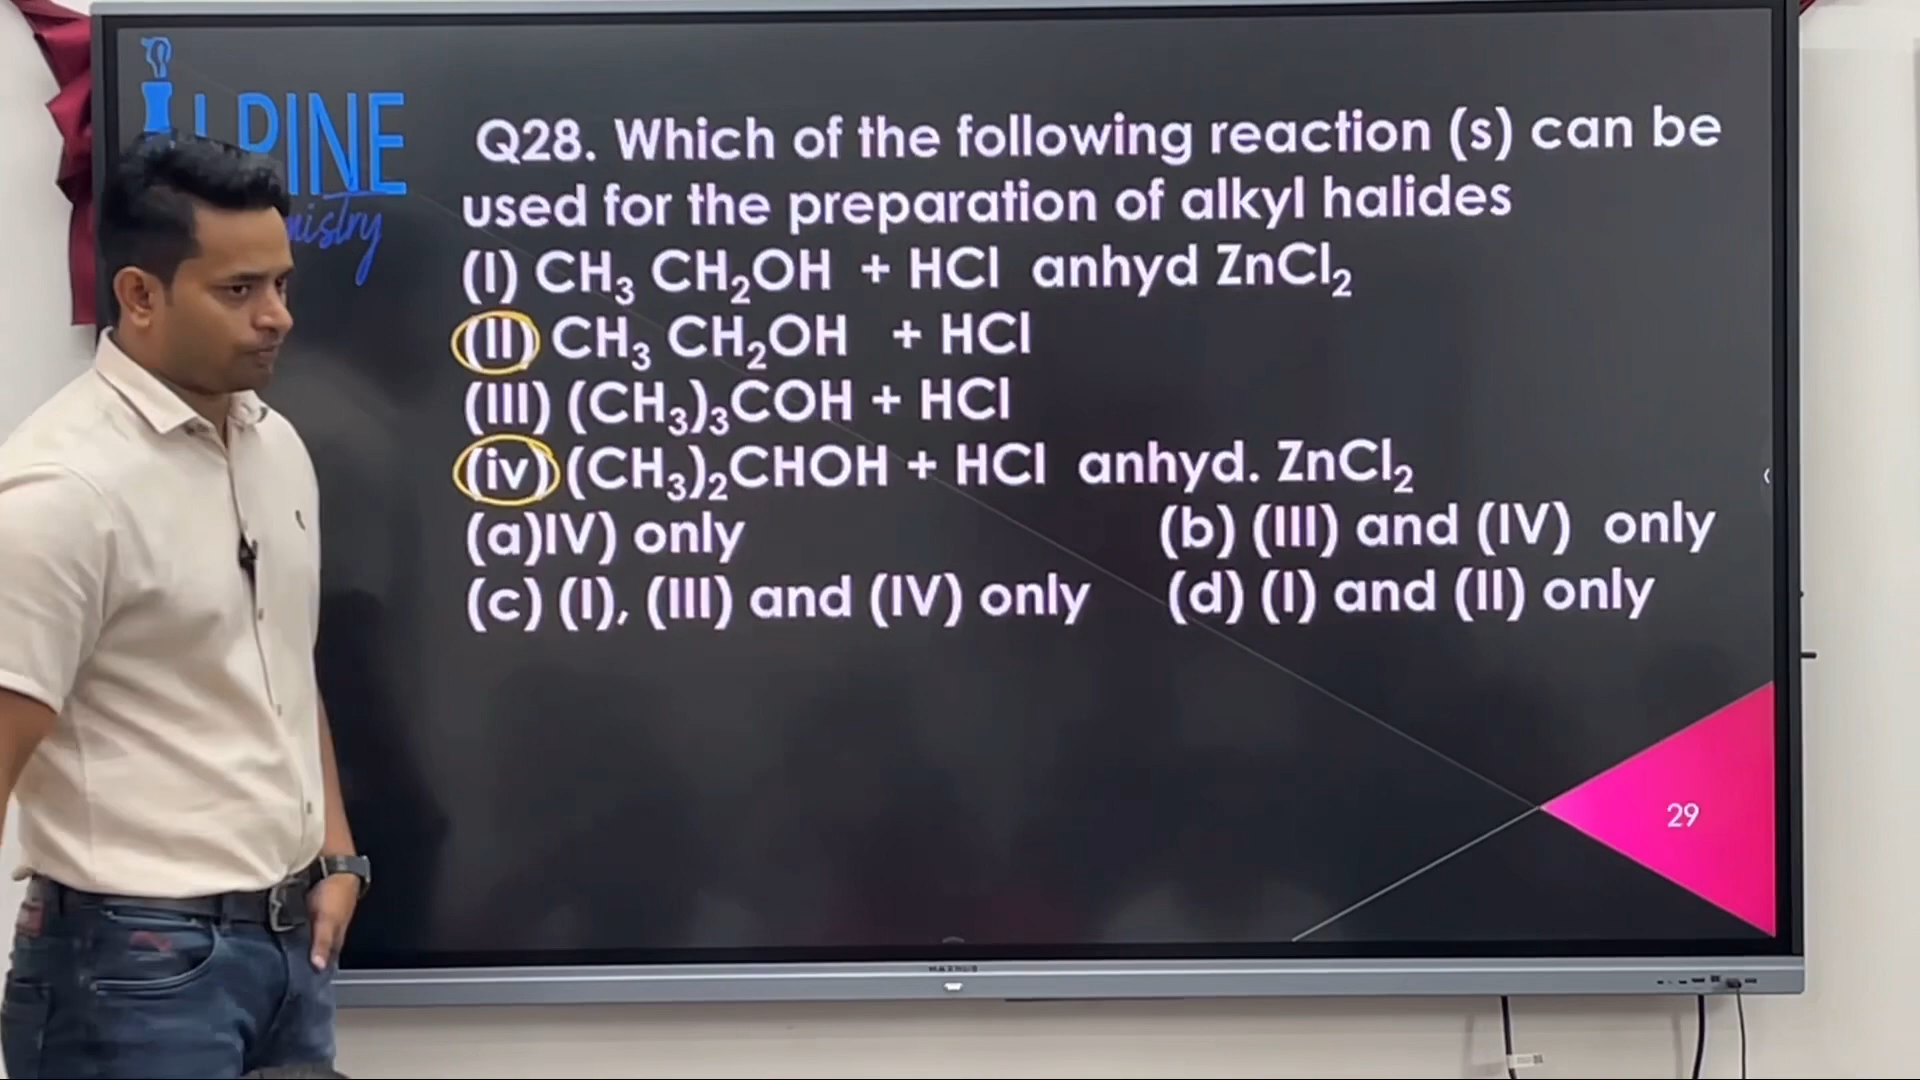 LPINE
mistry
Q28. Which of the following reaction (s) can be
used for the preparation of alkyl halides
(I) CH₃ CH₂OH + HCl anhyd ZnCl₂
(II) CH₃ CH₂OH + HCl
(III) (CH₃)₃COH + HCl
(iv) (CH₃)₂CHOH + HCl anhyd. ZnCl₂
(a)IV) only (b) (III) and (IV) only
(c) (I), (III) and (IV) only (d) (I) and (II) only
29